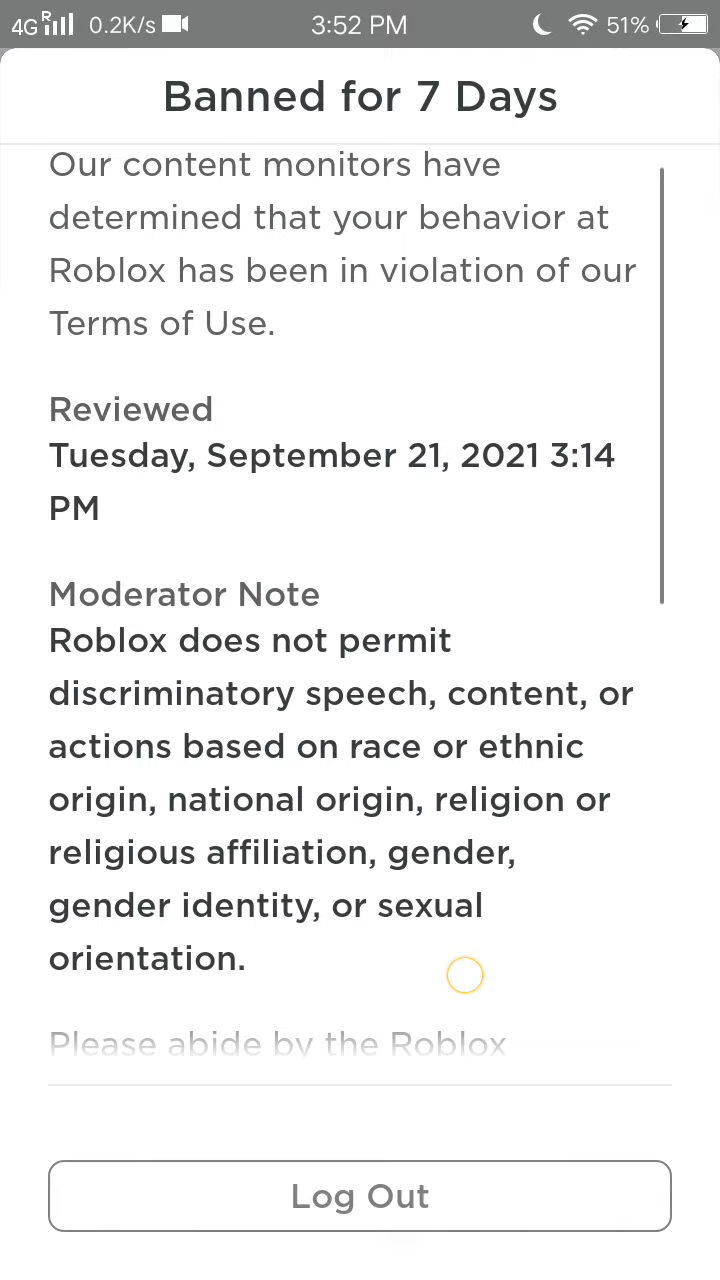 4G R 0.2K/s 3:52 PM 51%
Banned for 7 Days
Our content monitors have
determined that your behavior at
Roblox has been in violation of our
Terms of Use.
Reviewed
Tuesday, September 21, 2021 3:14
PM
Moderator Note
Roblox does not permit
discriminatory speech, content, or
actions based on race or ethnic
origin, national origin, religion or
religious affiliation, gender,
gender identity, or sexual
orientation.
Please abide by the Roblox
Log Out